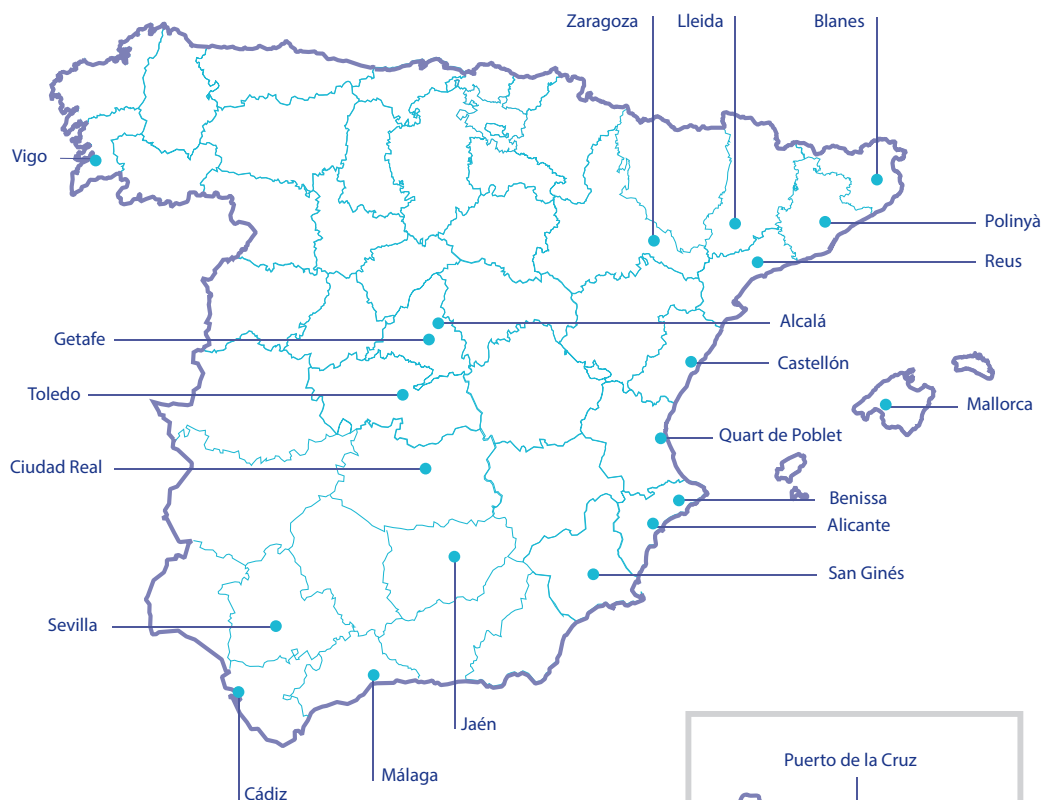 Zaragoza
Lleida
Blanes
Vigo
Polinyà
Reus
Alcalá
Getafe
Castellón
Toledo
Mallorca
Quart de Poblet
Ciudad Real
Benissa
Alicante
San Ginés
Sevilla
Jaén
Puerto de la Cruz
Málaga
Cádiz